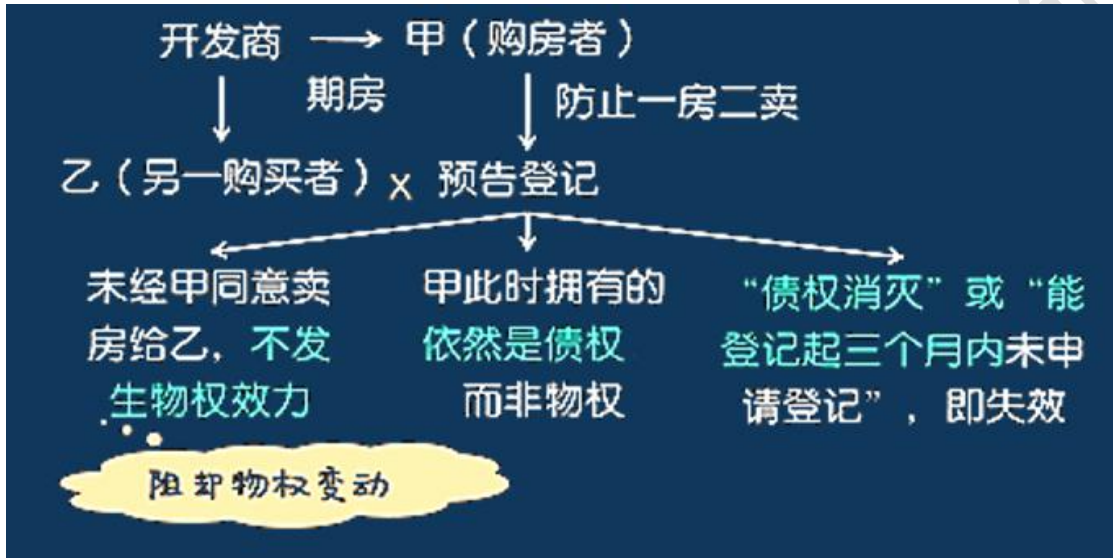 开发商 → 甲（购房者）
期房
防止一房二卖
乙（另一购买者）x 预告登记
未经甲同意卖
房给乙，不发
生物权效力
甲此时拥有的
依然是债权
而非物权
“债权消灭”或“能
登记起三个月内未申
请登记”，即失效
阻却物权变动